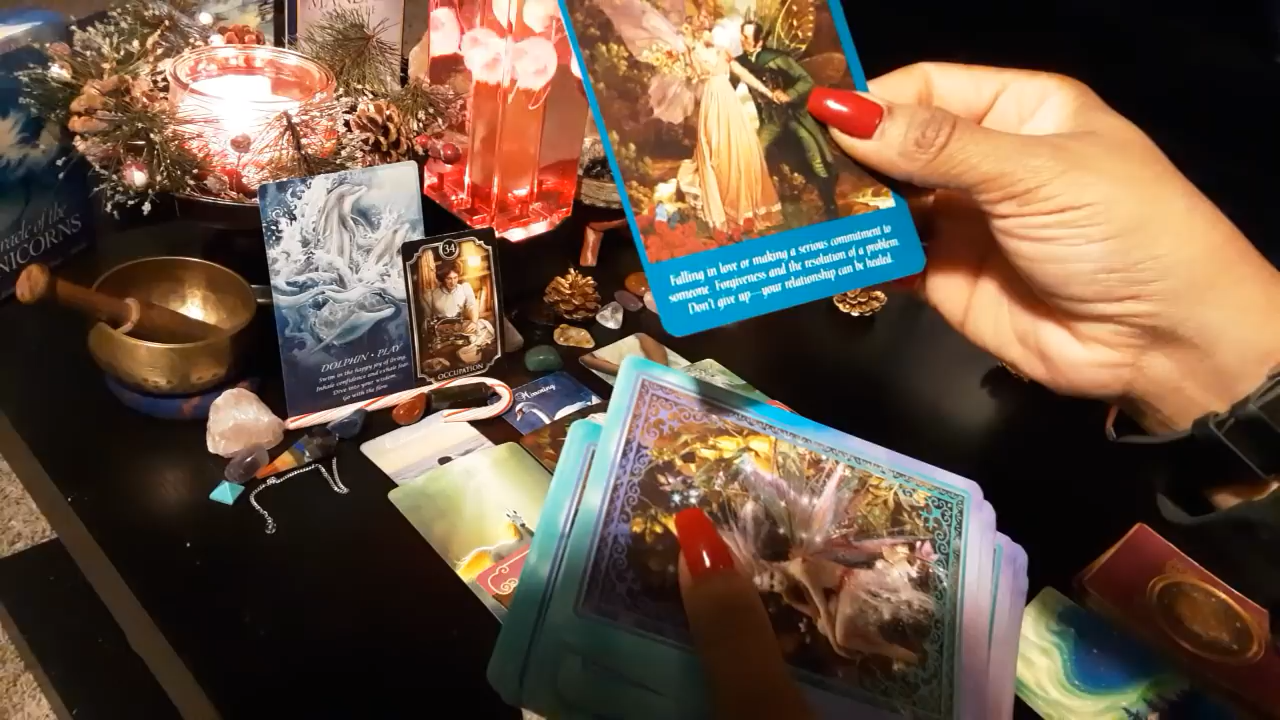 Oracle of the
UNICORNS
34
OCCUPATION
DOLPHIN • PLAY
Swim in the happy joy of living.
Inhale confidence and exhale fear.
Dive into your wisdom.
Go with the flow.
Falling in love or making a serious commitment to
someone. Forgiveness and the resolution of a problem.
Don't give up—your relationship can be healed.